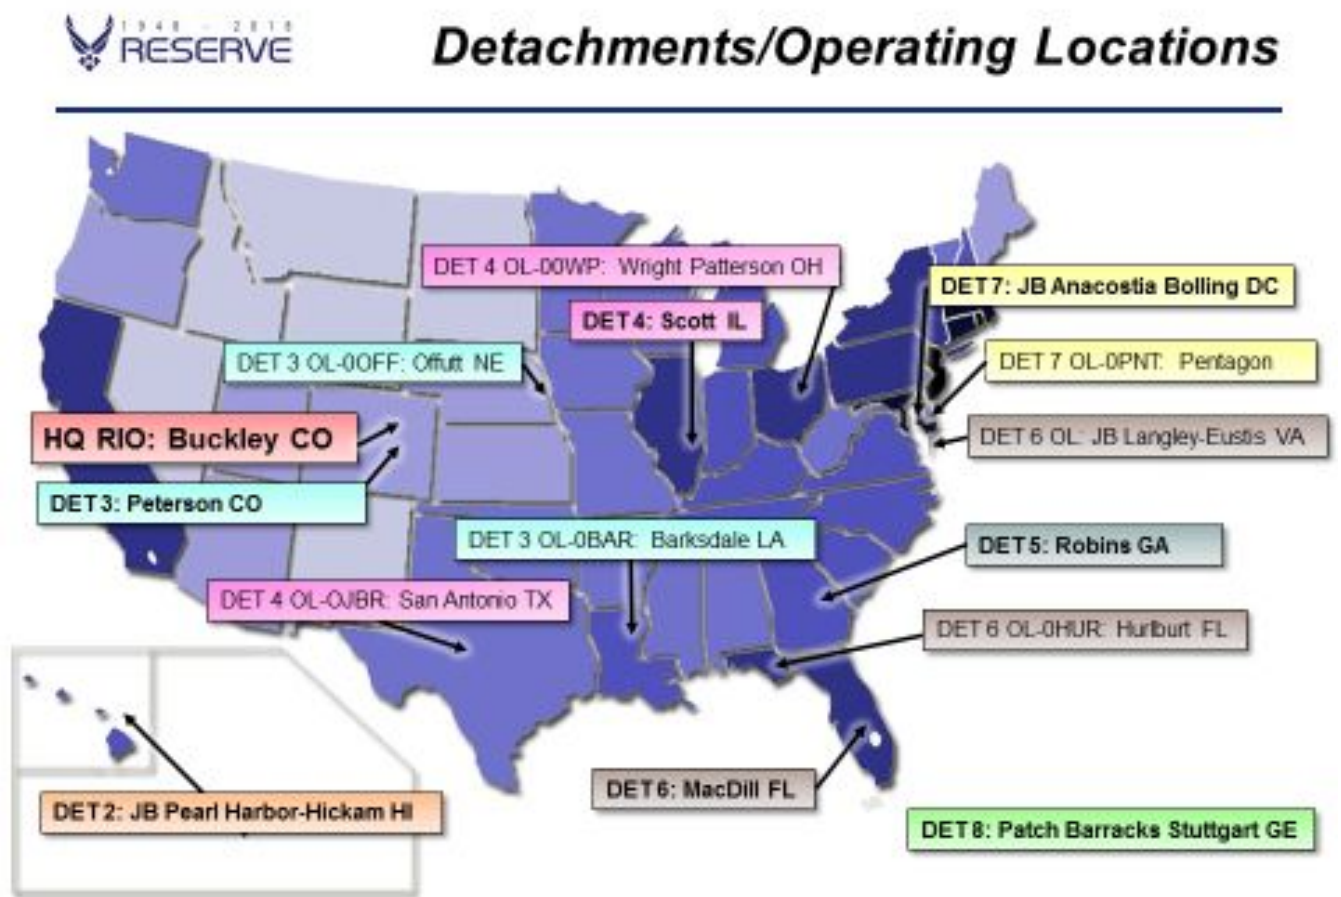 1948 - 2018
RESERVE
Detachments/Operating Locations
DET 4 OL-00WP: Wright Patterson OH
DET 7: JB Anacostia Bolling DC
DET 4: Scott IL
DET 3 OL-0OFF: Offutt NE
DET 7 OL-0PNT: Pentagon
HQ RIO: Buckley CO
DET 6 OL: JB Langley-Eustis VA
DET 3: Peterson CO
DET 3 OL-0BAR: Barksdale LA
DET 5: Robins GA
DET 4 OL-OJBR: San Antonio TX
DET 6 OL-0HUR: Hurlburt FL
DET 6: MacDill FL
DET 2: JB Pearl Harbor-Hickam HI
DET 8: Patch Barracks Stuttgart GE